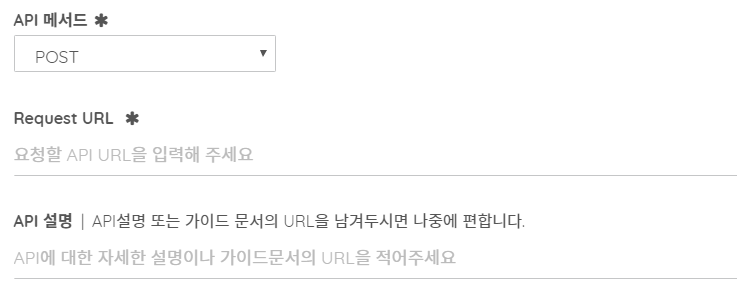 API 메서드 ✱
POST ▼
Request URL ✱
요청할 API URL을 입력해 주세요
API 설명 | API설명 또는 가이드 문서의 URL을 남겨두시면 나중에 편합니다.
API에 대한 자세한 설명이나 가이드문서의 URL을 적어주세요